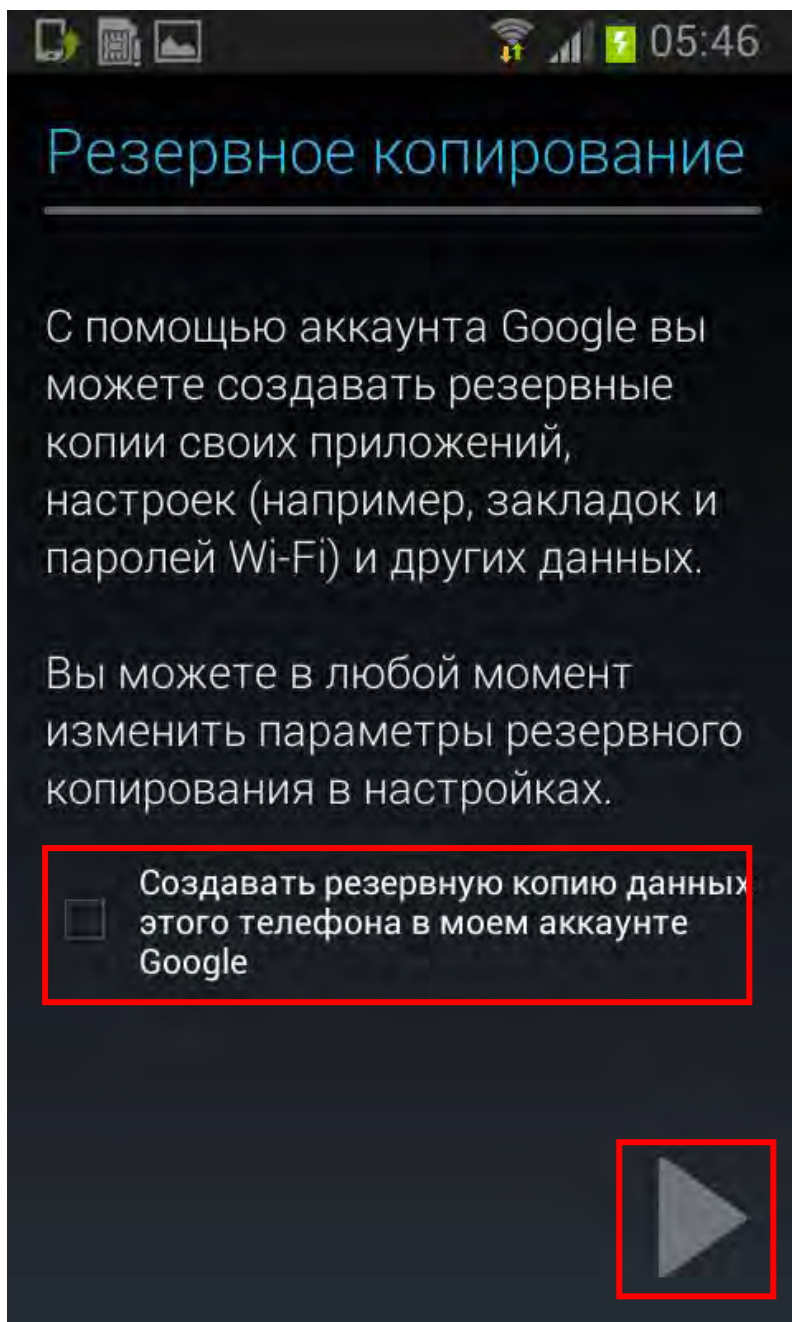 05:46
Резервное копирование
С помощью аккаунта Google вы
можете создавать резервные
копии своих приложений,
настроек (например, закладок и
паролей Wi-Fi) и других данных.
Вы можете в любой момент
изменить параметры резервного
копирования в настройках.
Создавать резервную копию данных
этого телефона в моем аккаунте
Google